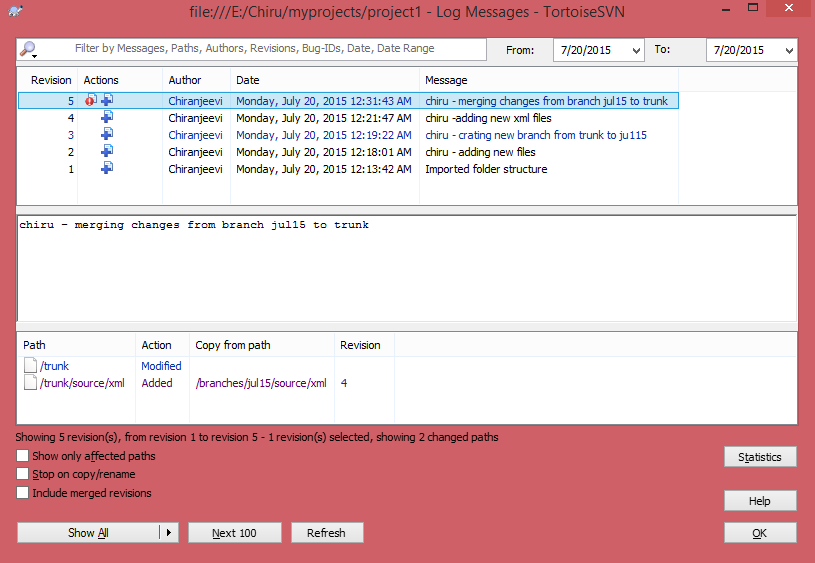 file:///E:/Chiru/myprojects/project1 - Log Messages - TortoiseSVN
Filter by Messages, Paths, Authors, Revisions, Bug-IDs, Date, Date Range From: 7/20/2015 To: 7/20/2015
Revision Actions Author Date Message
5 Chiranjeevi Monday, July 20, 2015 12:31:43 AM chiru - merging changes from branch jul15 to trunk
4 Chiranjeevi Monday, July 20, 2015 12:21:47 AM chiru -adding new xml files
3 Chiranjeevi Monday, July 20, 2015 12:19:22 AM chiru - crating new branch from trunk to ju115
2 Chiranjeevi Monday, July 20, 2015 12:18:01 AM chiru - adding new files
1 Chiranjeevi Monday, July 20, 2015 12:13:42 AM Imported folder structure
chiru - merging changes from branch jul15 to trunk
Path Action Copy from path Revision
/trunk Modified
/trunk/source/xml Added /branches/jul15/source/xml 4
Showing 5 revision(s), from revision 1 to revision 5 - 1 revision(s) selected, showing 2 changed paths
Show only affected paths
Statistics
Stop on copy/rename
Include merged revisions
Help
Show All Next 100 Refresh OK